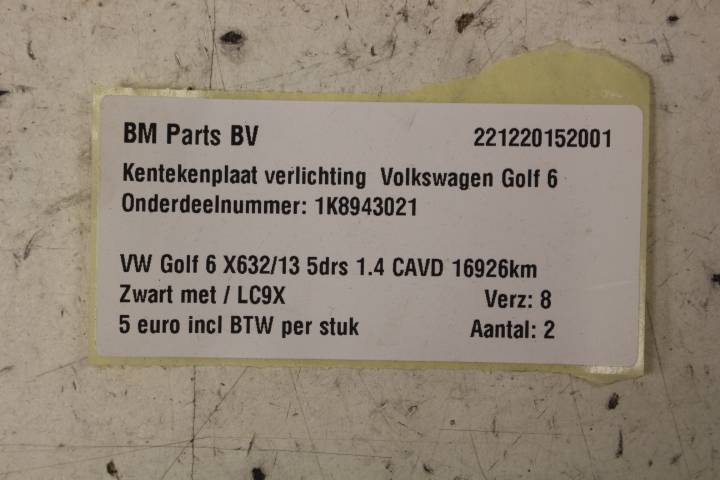 BM Parts BV 221220152001
Kentekenplaat verlichting Volkswagen Golf 6
Onderdeelnummer: 1K8943021
VW Golf 6 X632/13 5drs 1.4 CAVD 16926km
Zwart met / LC9X Verz: 8
5 euro incl BTW per stuk Aantal: 2